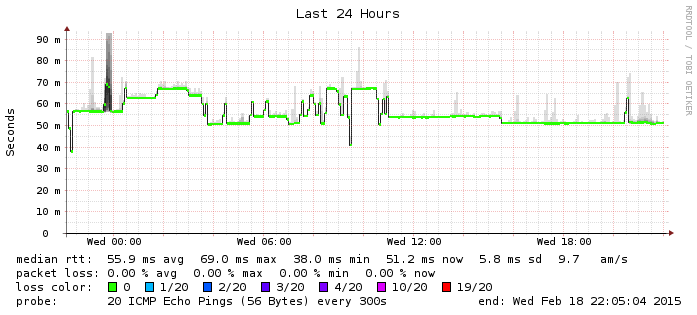 Last 24 Hours
RRDTOOL / TOBI OETIKER
Seconds
90 m
80 m
70 m
60 m
50 m
40 m
30 m
20 m
10 m
0
Wed 00:00 Wed 06:00 Wed 12:00 Wed 18:00
median rtt: 55.9 ms avg 69.0 ms max 38.0 ms min 51.2 ms now 5.8 ms sd 9.7 am/s
packet loss: 0.00 % avg 0.00 % max 0.00 % min 0.00 % now
loss color: 0 1/20 2/20 3/20 4/20 10/20 19/20
probe: 20 ICMP Echo Pings (56 Bytes) every 300s end: Wed Feb 18 22:05:04 2015